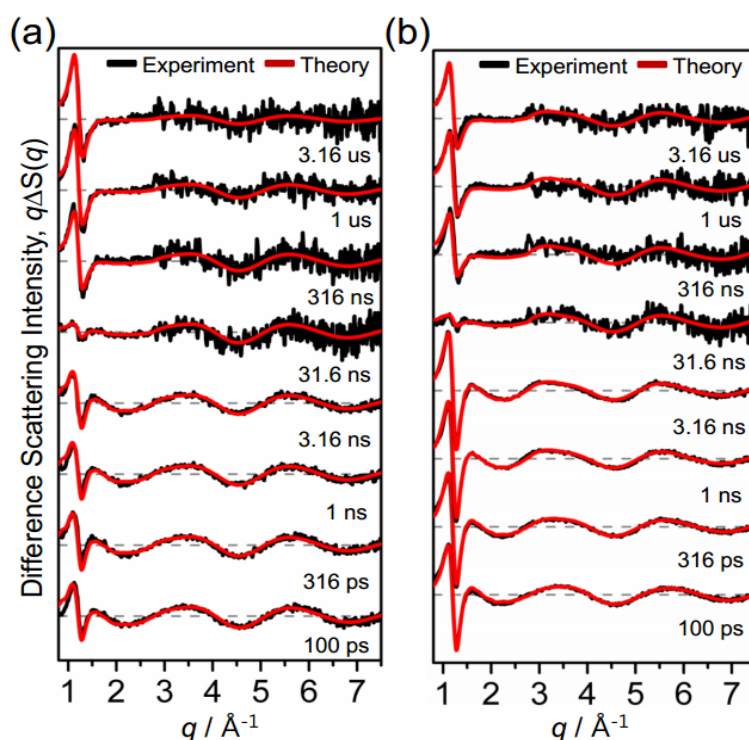 (a)
Difference Scattering Intensity, qΔS(q)
Experiment Theory
3.16 us
1 us
316 ns
31.6 ns
3.16 ns
1 ns
316 ps
100 ps
1 2 3 4 5 6 7
q / Å-1
(b)
Experiment Theory
3.16 us
1 us
316 ns
31.6 ns
3.16 ns
1 ns
316 ps
100 ps
1 2 3 4 5 6 7
q / Å-1